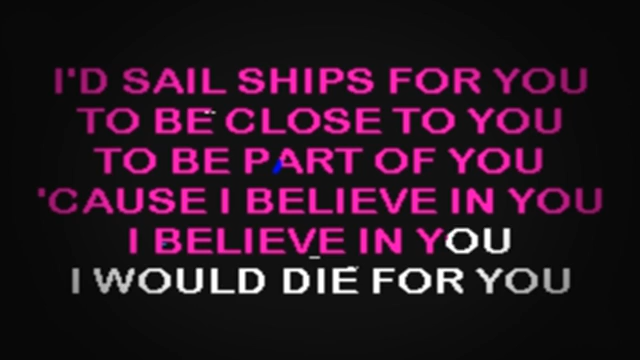 I'D SAIL SHIPS FOR YOU
TO BE CLOSE TO YOU
TO BE PART OF YOU
'CAUSE I BELIEVE IN YOU
I BELIEVE IN YOU
I WOULD DIE FOR YOU